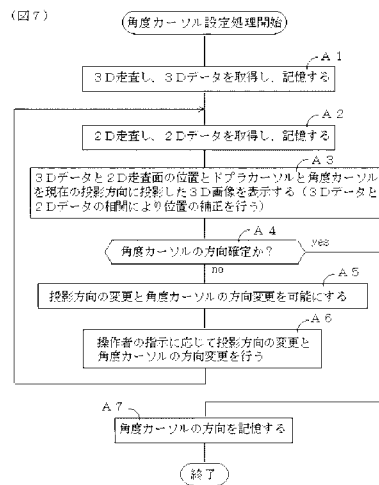 (図7)
角度カーソル設定処理開始
A1
3D走査し、3Dデータを取得し、記憶する
A2
2D走査し、2Dデータを取得し、記憶する
A3
3Dデータと2D走査面の位置とドプラカーソルと角度カーソル
を現在の投影方向に投影した3D画像を表示する(3Dデータと
2Dデータの相関により位置の補正を行う)
A4
角度カーソルの方向確定か?
yes
no
A5
投影方向の変更と角度カーソルの方向変更を可能にする
A6
操作者の指示に応じて投影方向の変更と
角度カーソルの方向変更を行う
A7
角度カーソルの方向を記憶する
終了